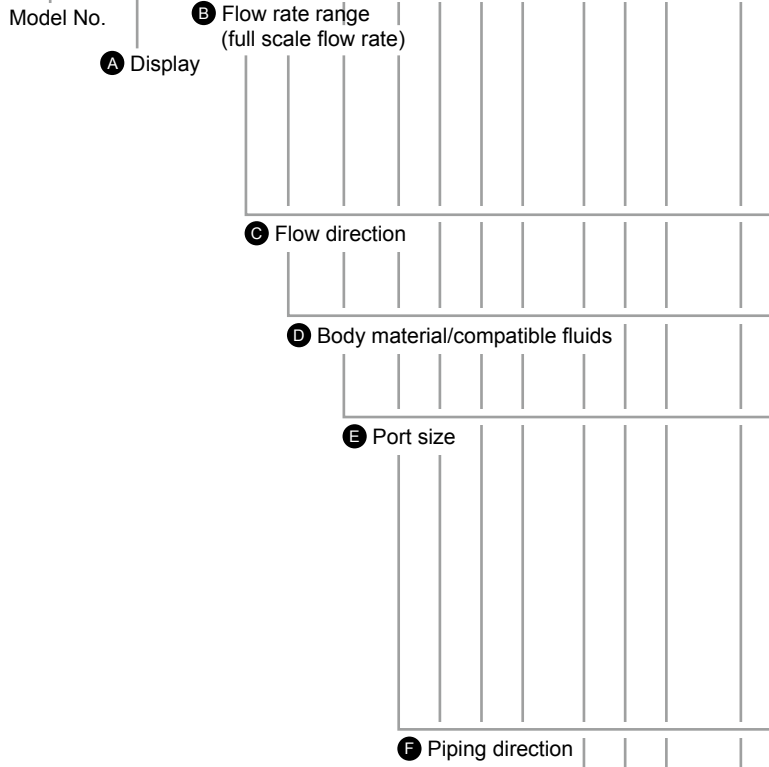 Model No.
B Flow rate range
(full scale flow rate)
A Display
C Flow direction
D Body material/compatible fluids
E Port size
F Piping direction